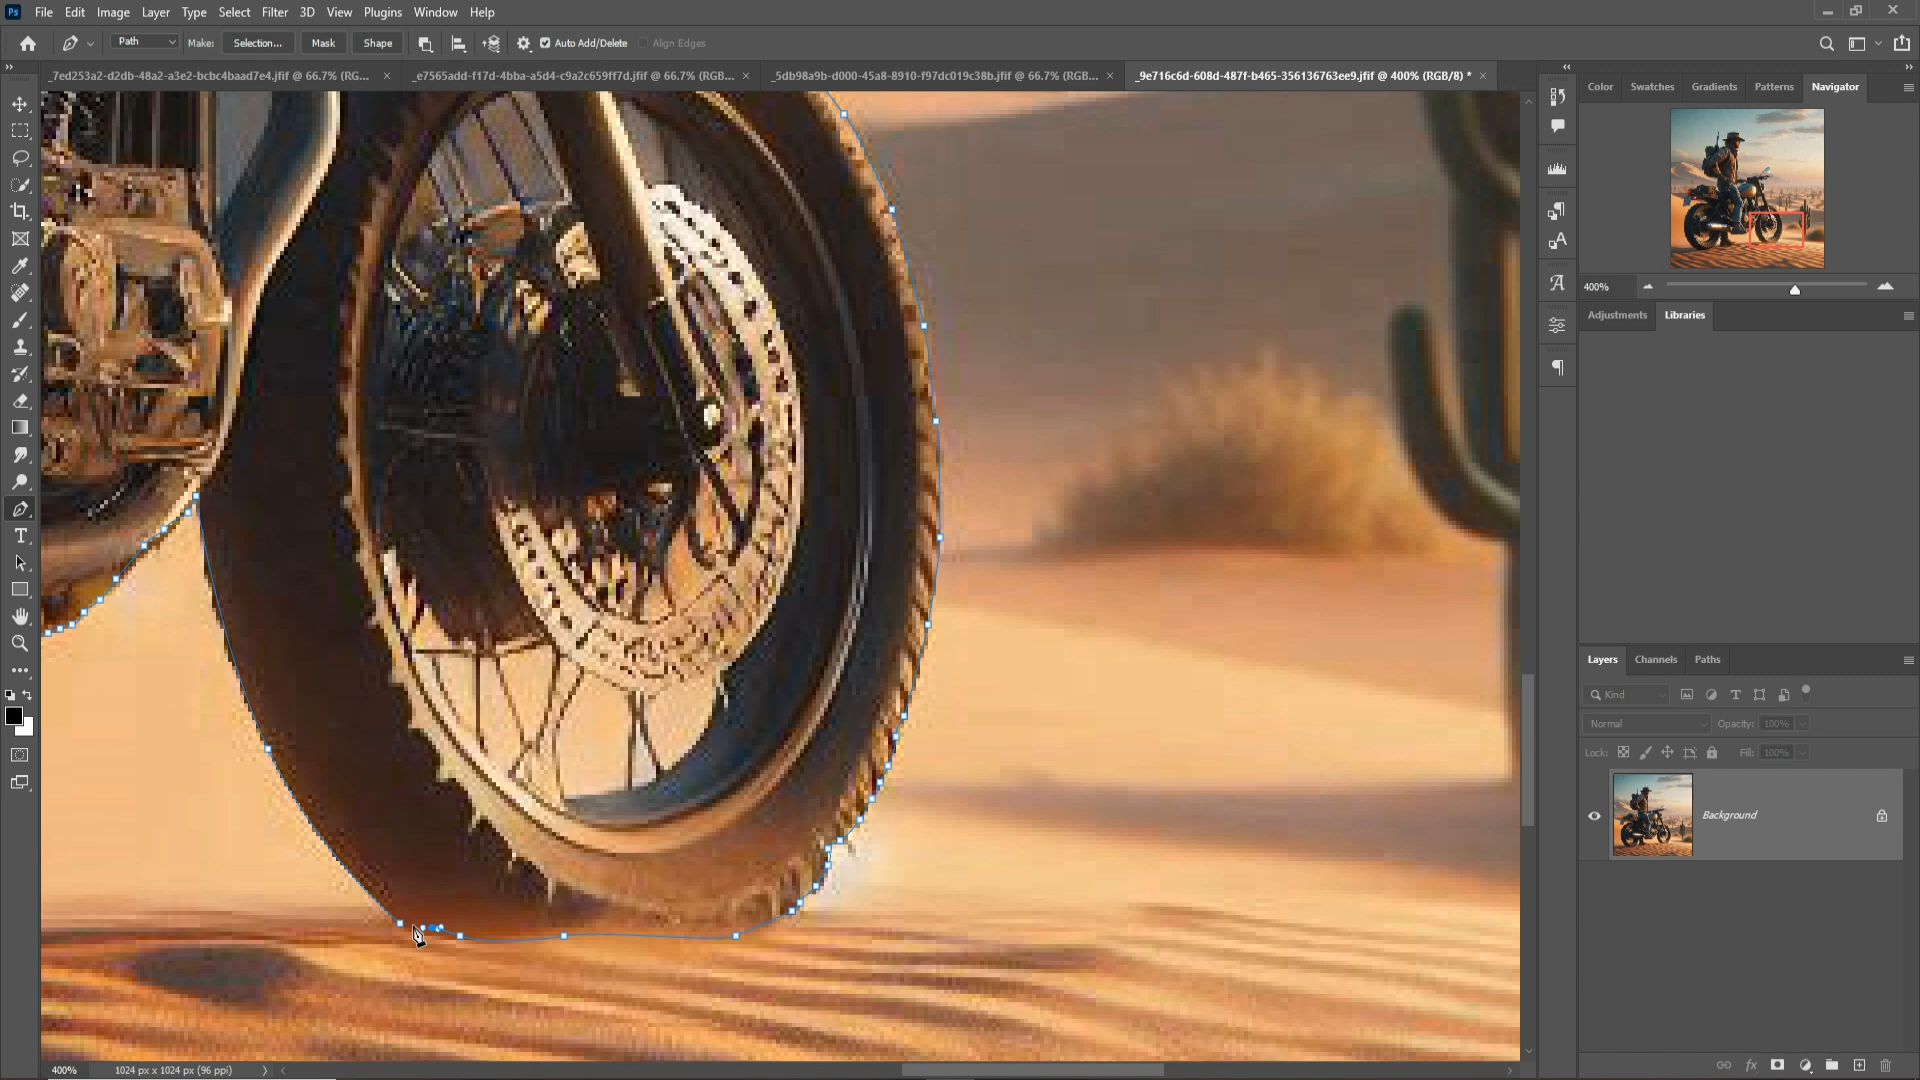 Ps File Edit Image Layer Type Select Filter 3D View Plugins Window Help
Path Make: Selection... Mask Shape Auto Add/Delete Align Edges
_7ed253a2-d2db-48a2-a3e2-bcbc4baad7e4.jfif @ 66.7% (RG... × _e7565add-f17d-4bba-a5d4-c9a2c659ff7d.jfif @ 66.7% (RGB... × _5db98a9b-d000-45a8-8910-f97dc019c38b.jfif @ 66.7% (RGB... × _9e716c6d-608d-487f-b465-356136763ee9.jfif @ 400% (RGB/8) * ×
Color Swatches Gradients Patterns Navigator
400%
Adjustments Libraries
Layers Channels Paths
Kind
Normal Opacity: 100%
Lock: Fill: 100%
Background
400% 1024 px x 1024 px (96 ppi)